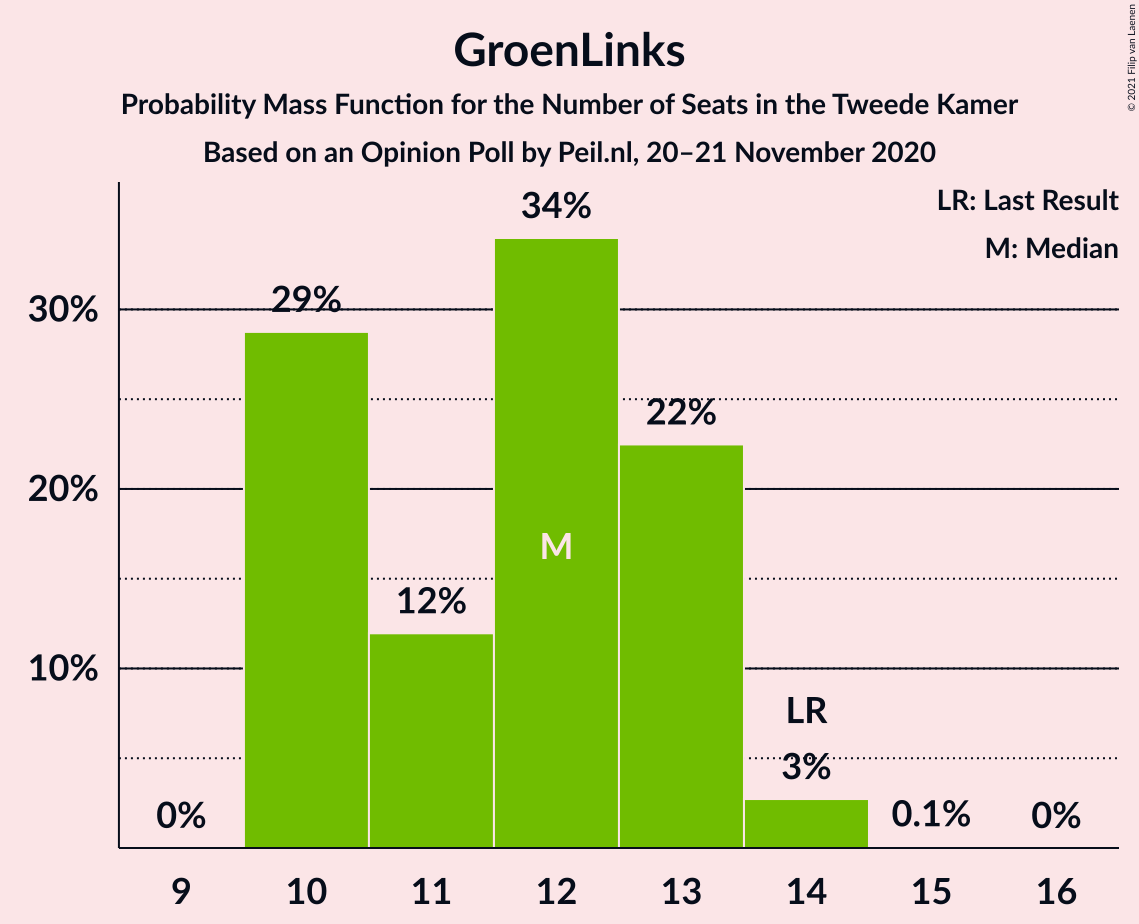 GroenLinks
Probability Mass Function for the Number of Seats in the Tweede Kamer
Based on an Opinion Poll by Peil.nl, 20–21 November 2020
© 2021 Filip van Laenen
LR: Last Result
M: Median
34%
29%
30%
22%
20%
M
12%
10%
LR
3%
0%
0.1%
0%
9 10 11 12 13 14 15 16